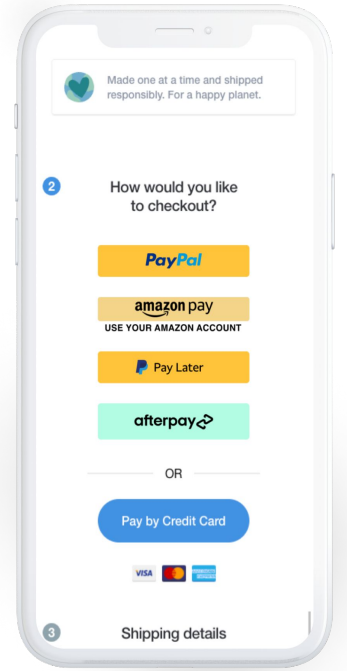 Made one at a time and shipped
responsibly. For a happy planet.
2
How would you like
to checkout?
PayPal
amazon pay
USE YOUR AMAZON ACCOUNT
Pay Later
afterpay
OR
Pay by Credit Card
VISA
3
Shipping details